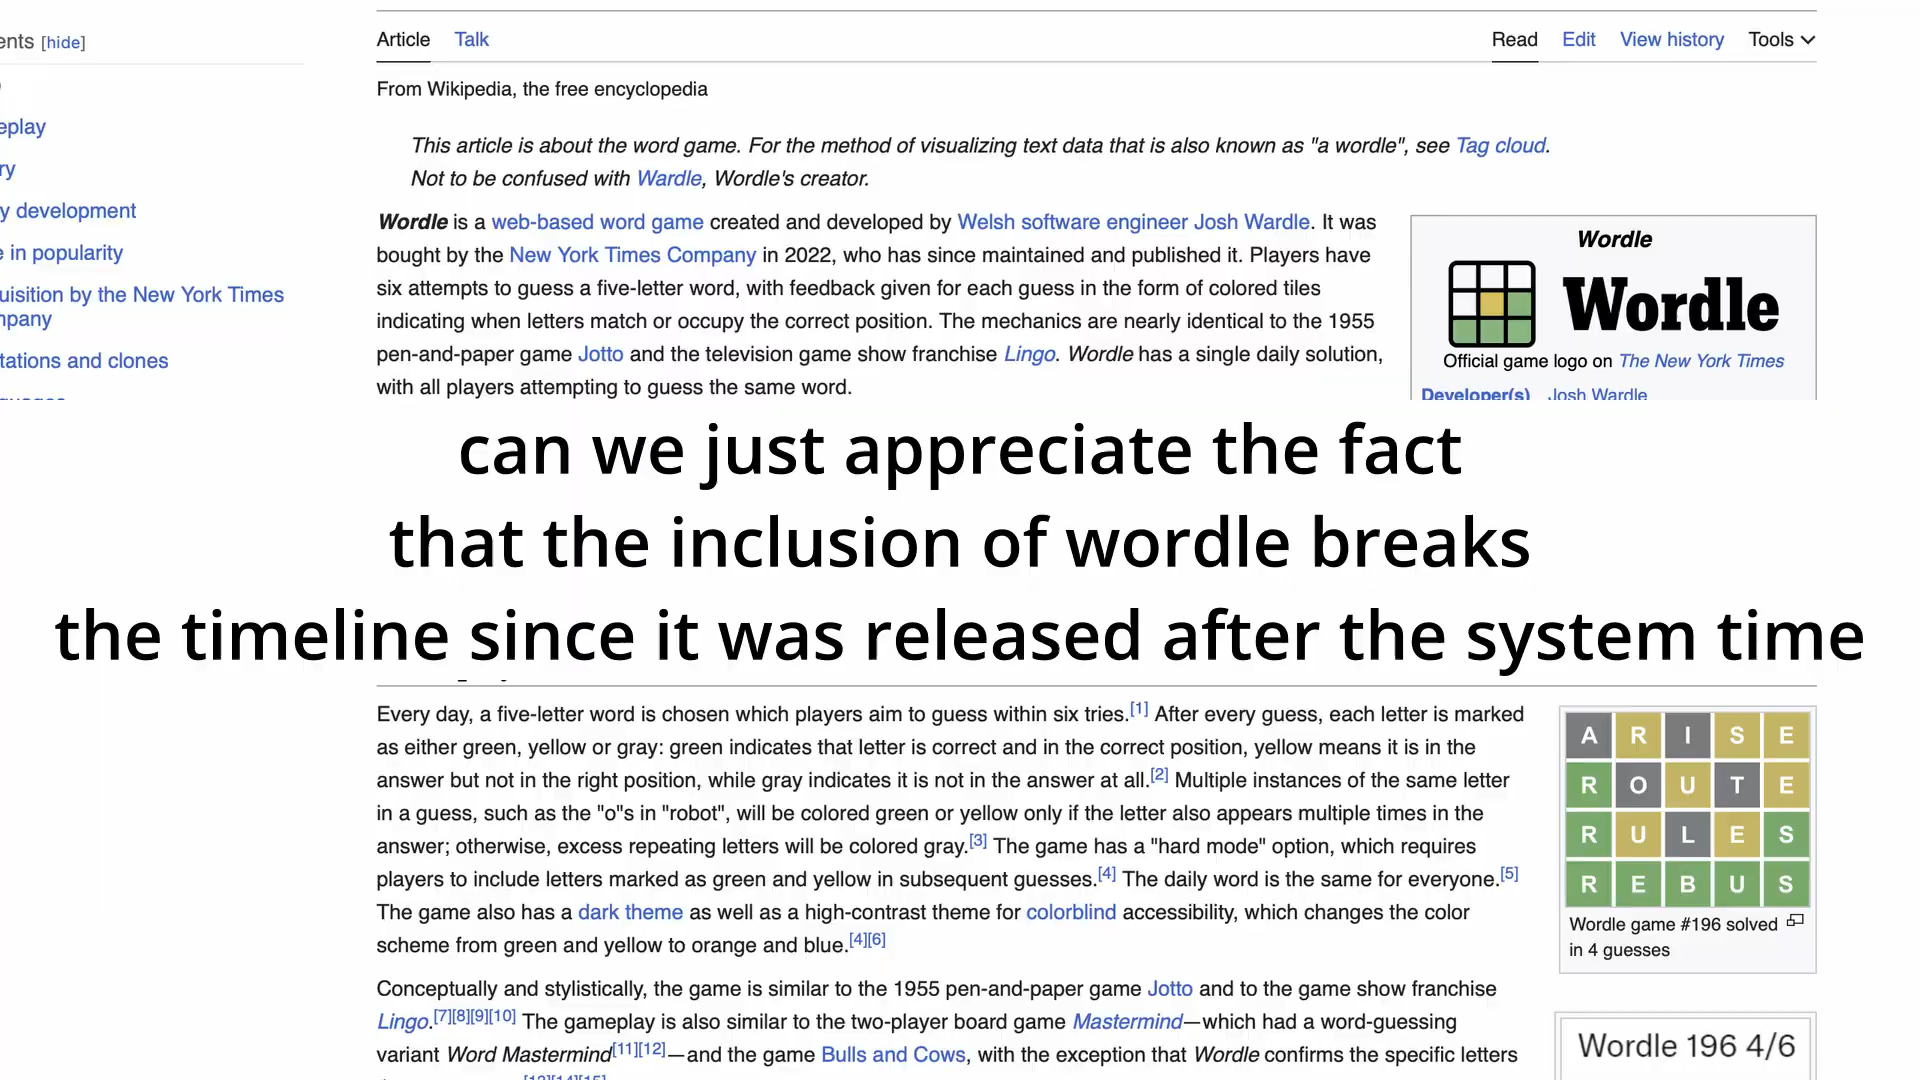 ents [hide]
Article Talk
Read Edit View history Tools
From Wikipedia, the free encyclopedia
eplay
ry
y development
e in popularity
uisition by the New York Times
npany
tations and clones
This article is about the word game. For the method of visualizing text data that is also known as "a wordle", see Tag cloud.
Not to be confused with Wardle, Wordle's creator.
Wordle is a web-based word game created and developed by Welsh software engineer Josh Wardle. It was
bought by the New York Times Company in 2022, who has since maintained and published it. Players have
six attempts to guess a five-letter word, with feedback given for each guess in the form of colored tiles
indicating when letters match or occupy the correct position. The mechanics are nearly identical to the 1955
pen-and-paper game Jotto and the television game show franchise Lingo. Wordle has a single daily solution,
with all players attempting to guess the same word.
Wordle
Wordle
Official game logo on The New York Times
Developer(s) Josh Wardle
can we just appreciate the fact
that the inclusion of wordle breaks
the timeline since it was released after the system time
Every day, a five-letter word is chosen which players aim to guess within six tries.[1] After every guess, each letter is marked
as either green, yellow or gray: green indicates that letter is correct and in the correct position, yellow means it is in the
answer but not in the right position, while gray indicates it is not in the answer at all.[2] Multiple instances of the same letter
in a guess, such as the "o"s in "robot", will be colored green or yellow only if the letter also appears multiple times in the
answer; otherwise, excess repeating letters will be colored gray.[3] The game has a "hard mode" option, which requires
players to include letters marked as green and yellow in subsequent guesses.[4] The daily word is the same for everyone.[5]
The game also has a dark theme as well as a high-contrast theme for colorblind accessibility, which changes the color
scheme from green and yellow to orange and blue.[4][6]
Conceptually and stylistically, the game is similar to the 1955 pen-and-paper game Jotto and to the game show franchise
Lingo.[7][8][9][10] The gameplay is also similar to the two-player board game Mastermind—which had a word-guessing
variant Word Mastermind[11][12]—and the game Bulls and Cows, with the exception that Wordle confirms the specific letters
[13][14][15]
A R I S E
R O U T E
R U L E S
R E B U S
Wordle game #196 solved
in 4 guesses
Wordle 196 4/6